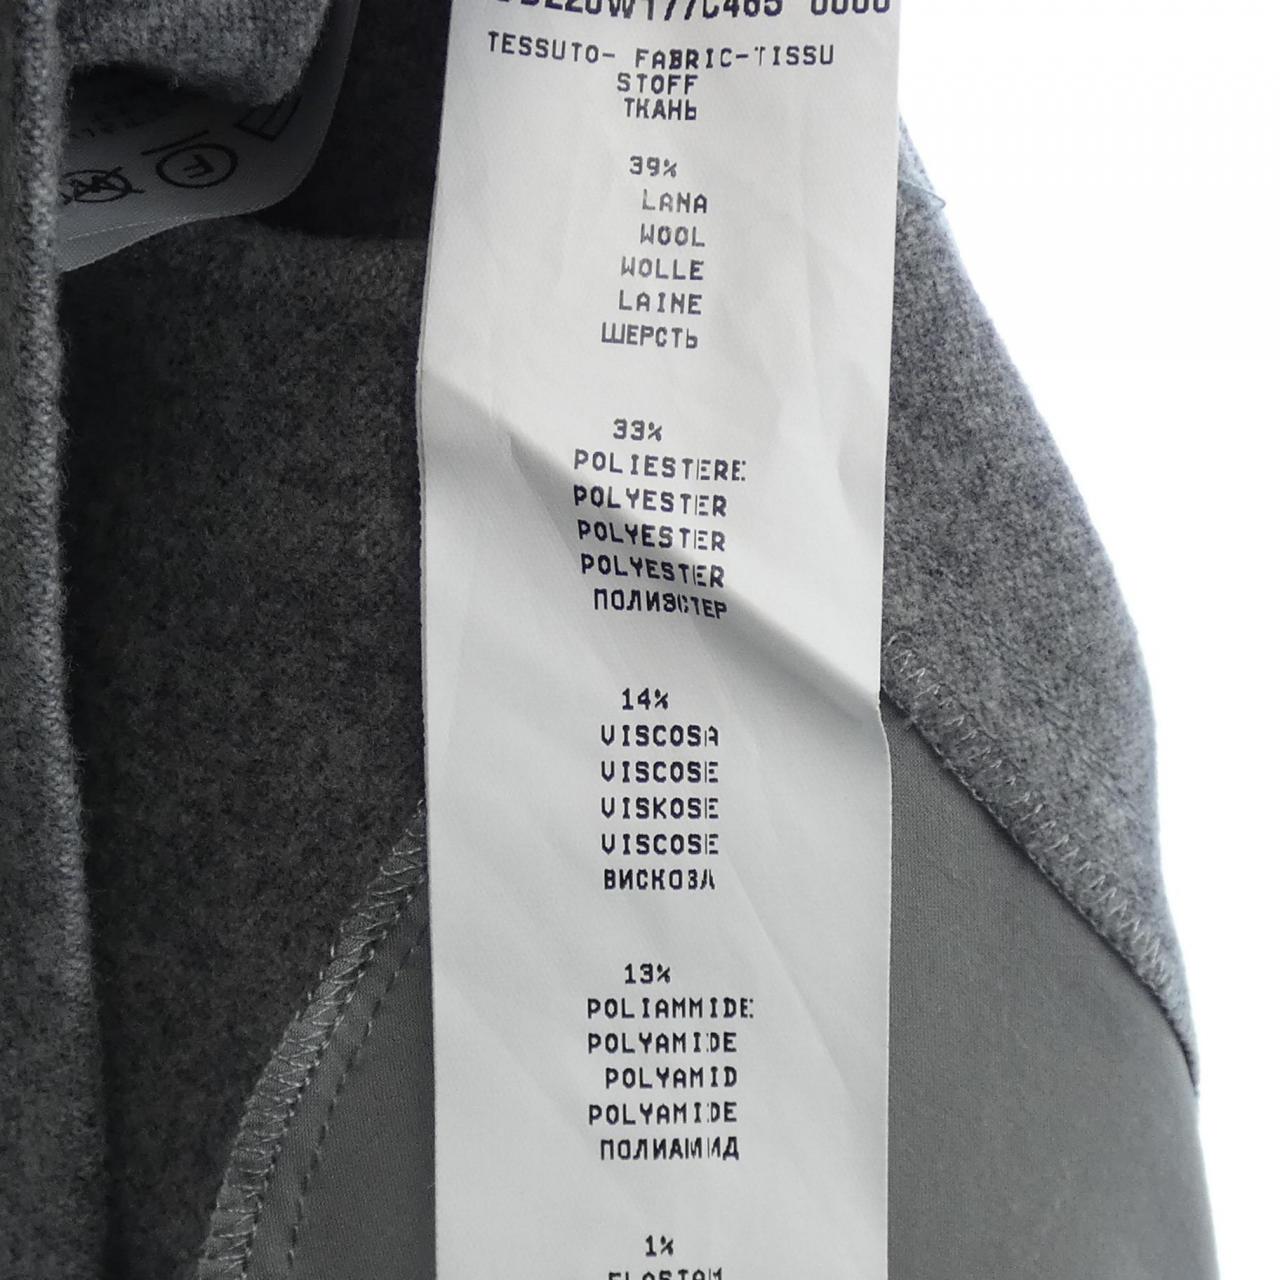 TESSUTO- FABRIC-TISSU
STOFF
ТКАНЬ
39%
LANA
WOOL
WOLLE
LAINE
ШЕРСТЬ
33%
POLIESTERE
POLYESTER
POLYESTER
POLYESTER
ПОЛИЭСТЕР
14%
VISCOSA
VISCOSE
VISKOSE
VISCOSE
ВИСКОЗА
13%
POLIAMMIDE
POLYAMIDE
POLYAMID
POLYAMIDE
ПОЛИАМИД
1%
F